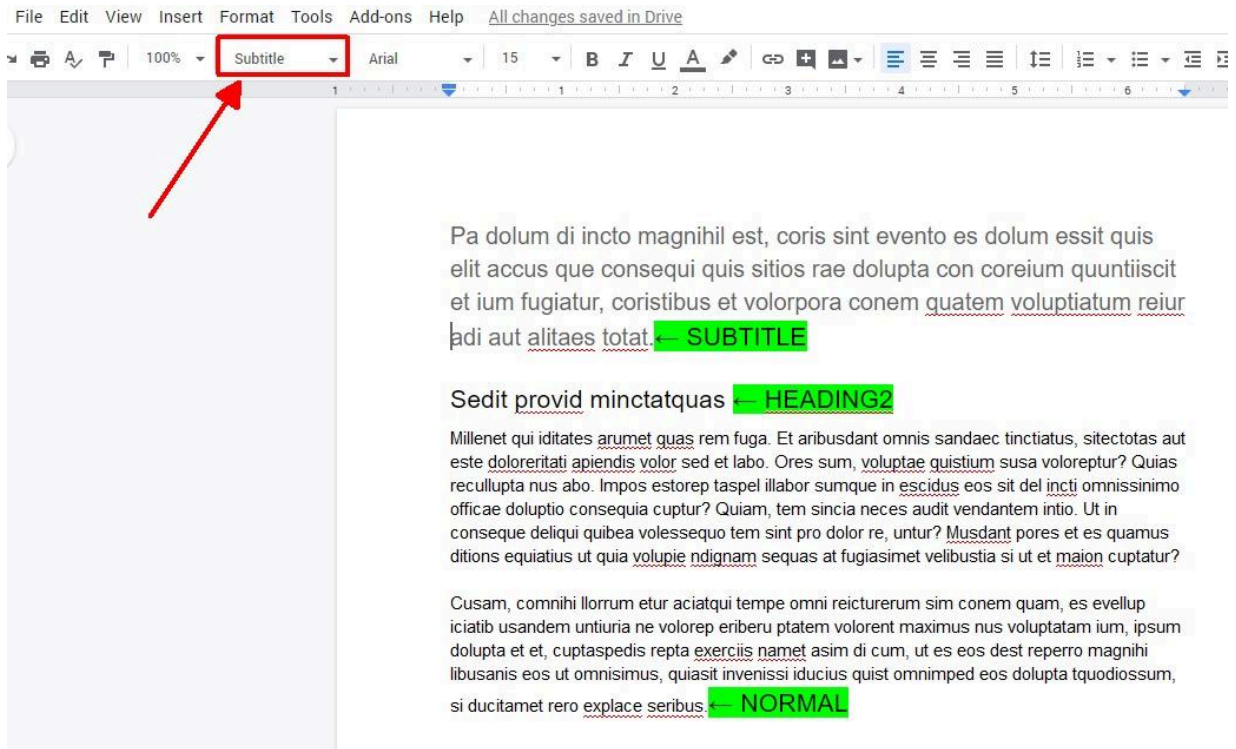 File Edit View Insert Format Tools Add-ons Help All changes saved in Drive
100% Subtitle Arial 15 B I U A
1 1 2 3 4 5 6
Pa dolum di incto magnihil est, coris sint evento es dolum essit quis
elit accus que consequi quis sitios rae dolupta con coreium quuntiiscit
et ium fugiatur, coristibus et volorpora conem quatem voluptiatum reiur
adi aut alitaes totat.← SUBTITLE
Sedit provid minctatquas ← HEADING2
Millenet qui iditates arumet quas rem fuga. Et aribusdant omnis sandaec tinctiatus, sitectotas aut
este doloreritati apiendis volor sed et labo. Ores sum, voluptae quistium susa voloreptur? Quias
recullupta nus abo. Impos estorep taspel illabor sumque in escidus eos sit del incti omnissinimo
officae doluptio consequia cuptur? Quiam, tem sincia neces audit vendantem intio. Ut in
conseque deliqui quibea volessequo tem sint pro dolor re, untur? Musdant pores et es quamus
ditions equiatius ut quia volupie ndignam sequas at fugiasimet velibustia si ut et maion cuptatur?
Cusam, comnihi llorrum etur aciatqui tempe omni reicturerum sim conem quam, es evellup
iciatib usandem untiuria ne volorep eriberu ptatem volorent maximus nus voluptatam ium, ipsum
dolupta et et, cuptaspedis repta exerciis namet asim di cum, ut es eos dest reperro magnihi
libusanis eos ut omnisimus, quiasit invenissi iducius quist omnimped eos dolupta tquodiossum,
si ducitamet rero explace seribus.← NORMAL